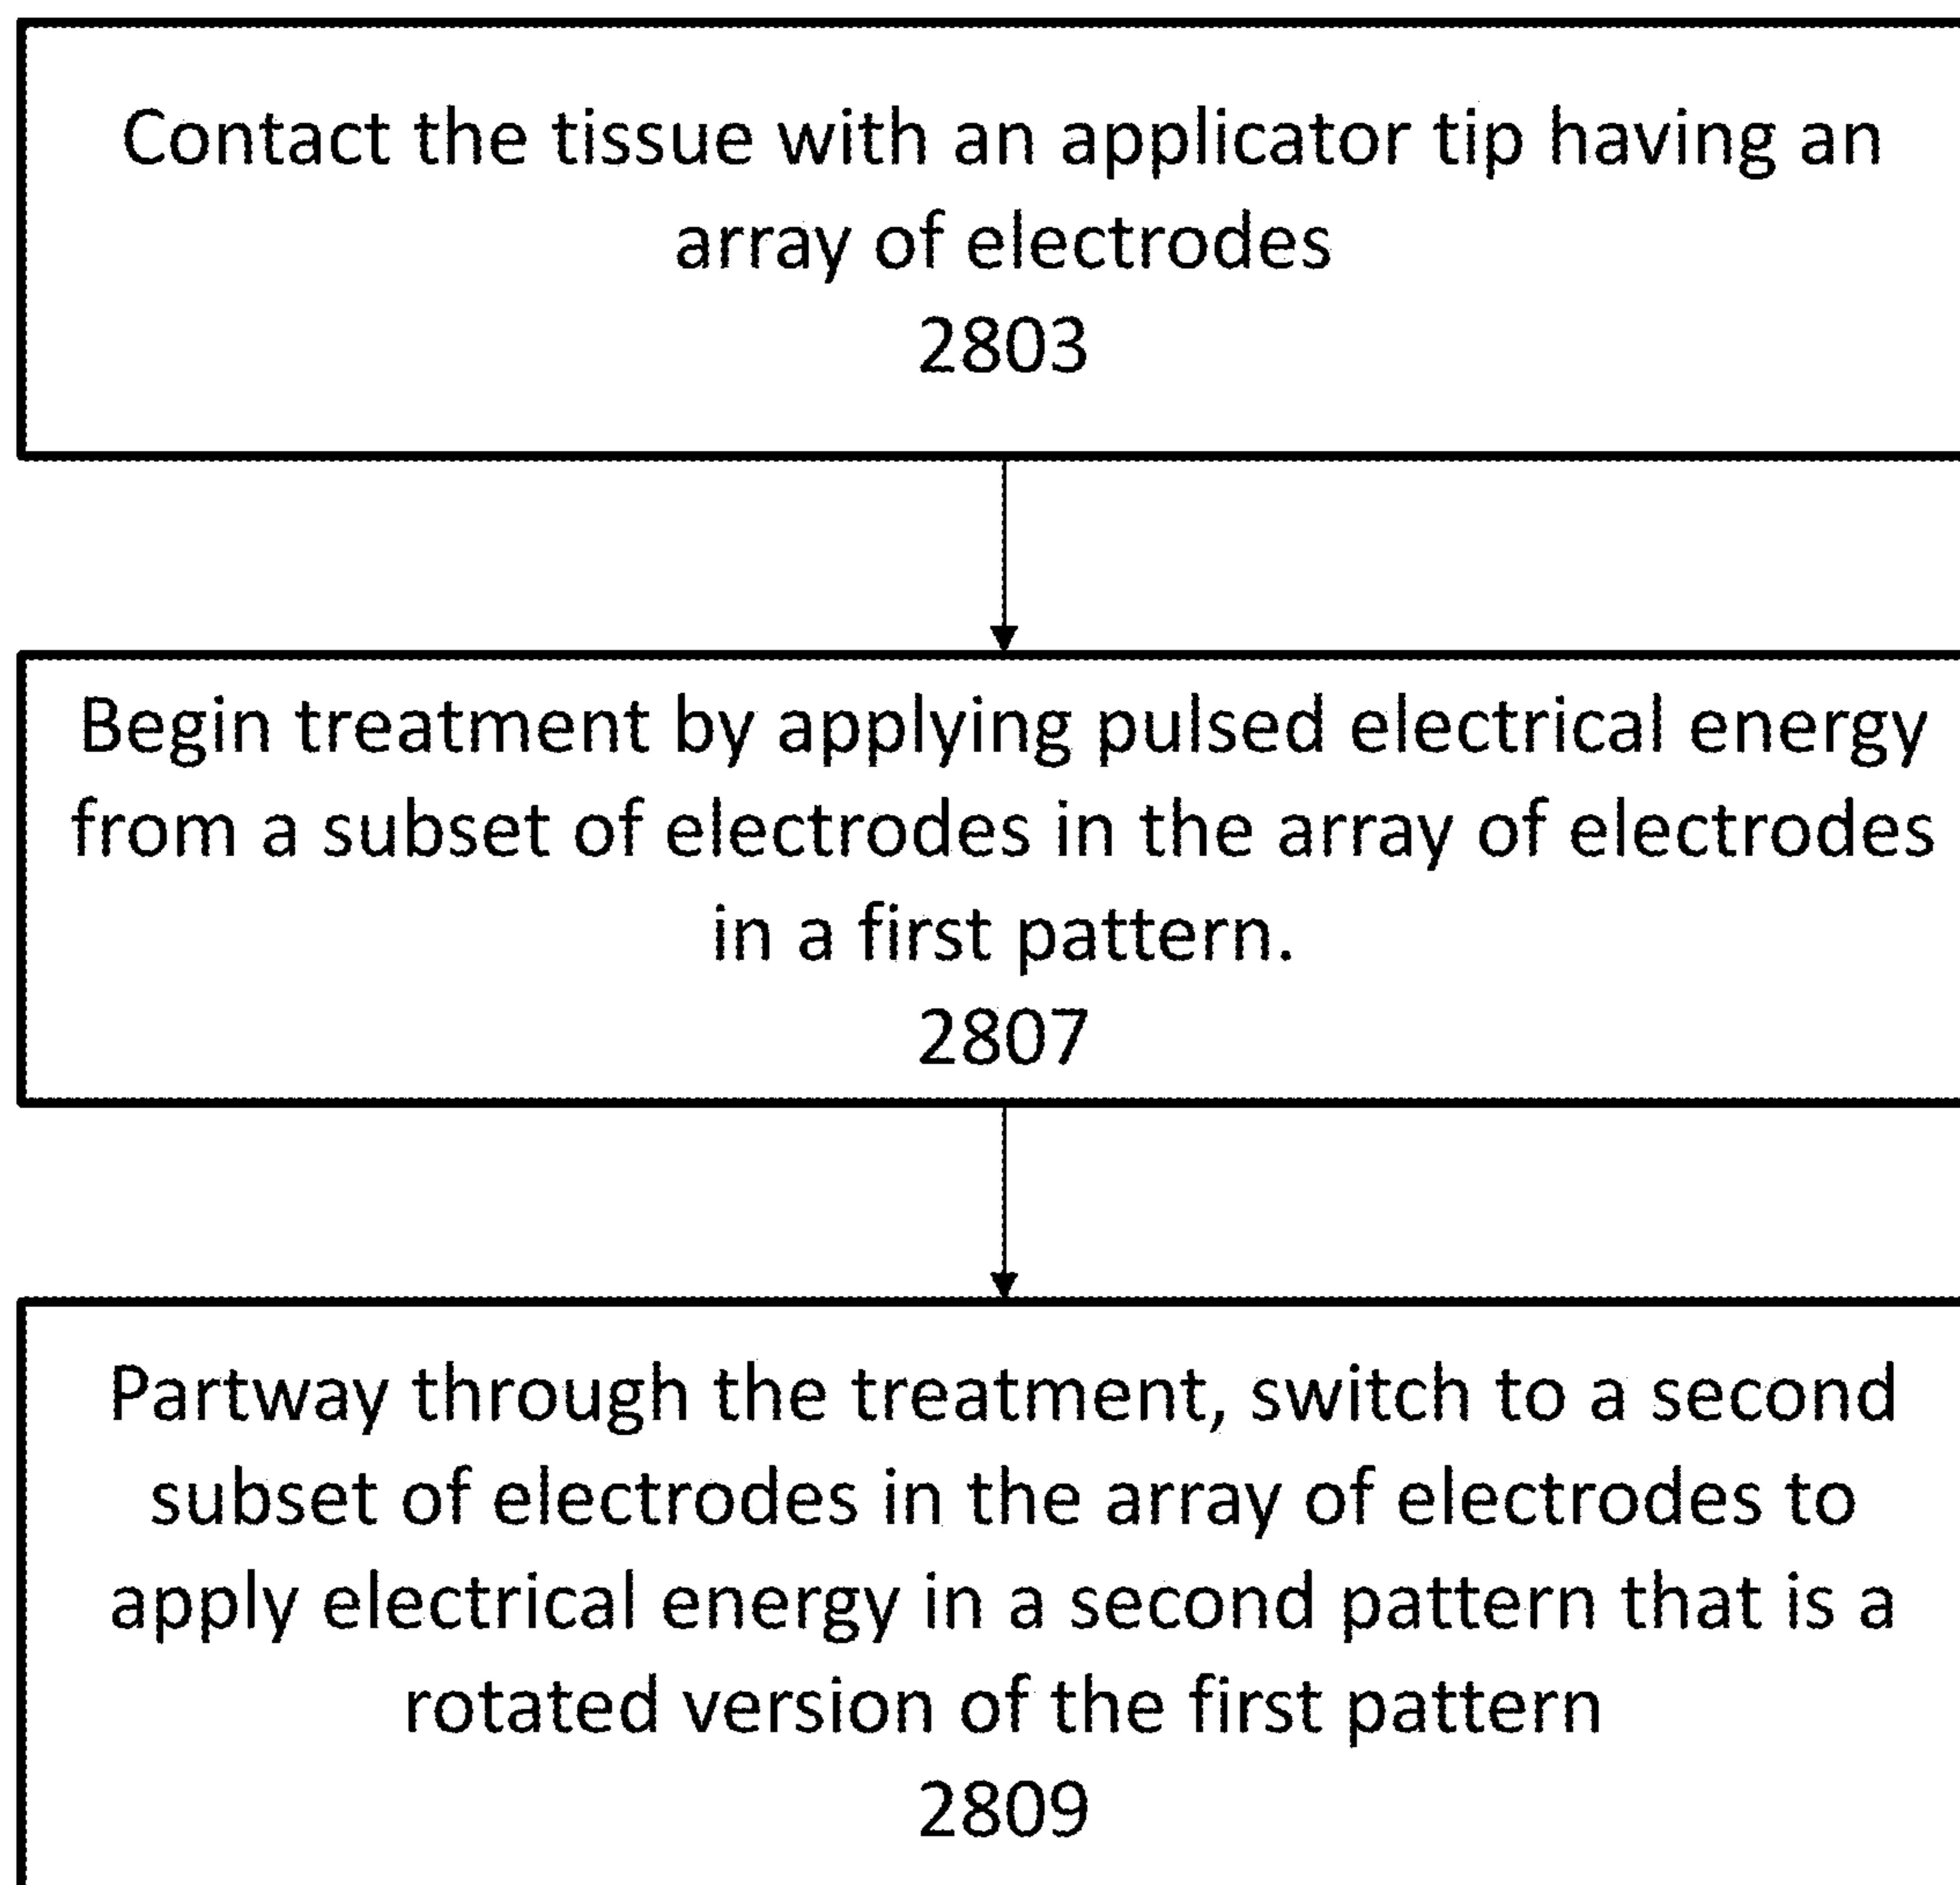 Contact the tissue with an applicator tip having an
array of electrodes
2803
Begin treatment by applying pulsed electrical energy
from a subset of electrodes in the array of electrodes
in a first pattern.
2807
Partway through the treatment, switch to a second
subset of electrodes in the array of electrodes to
apply electrical energy in a second pattern that is a
rotated version of the first pattern
2809